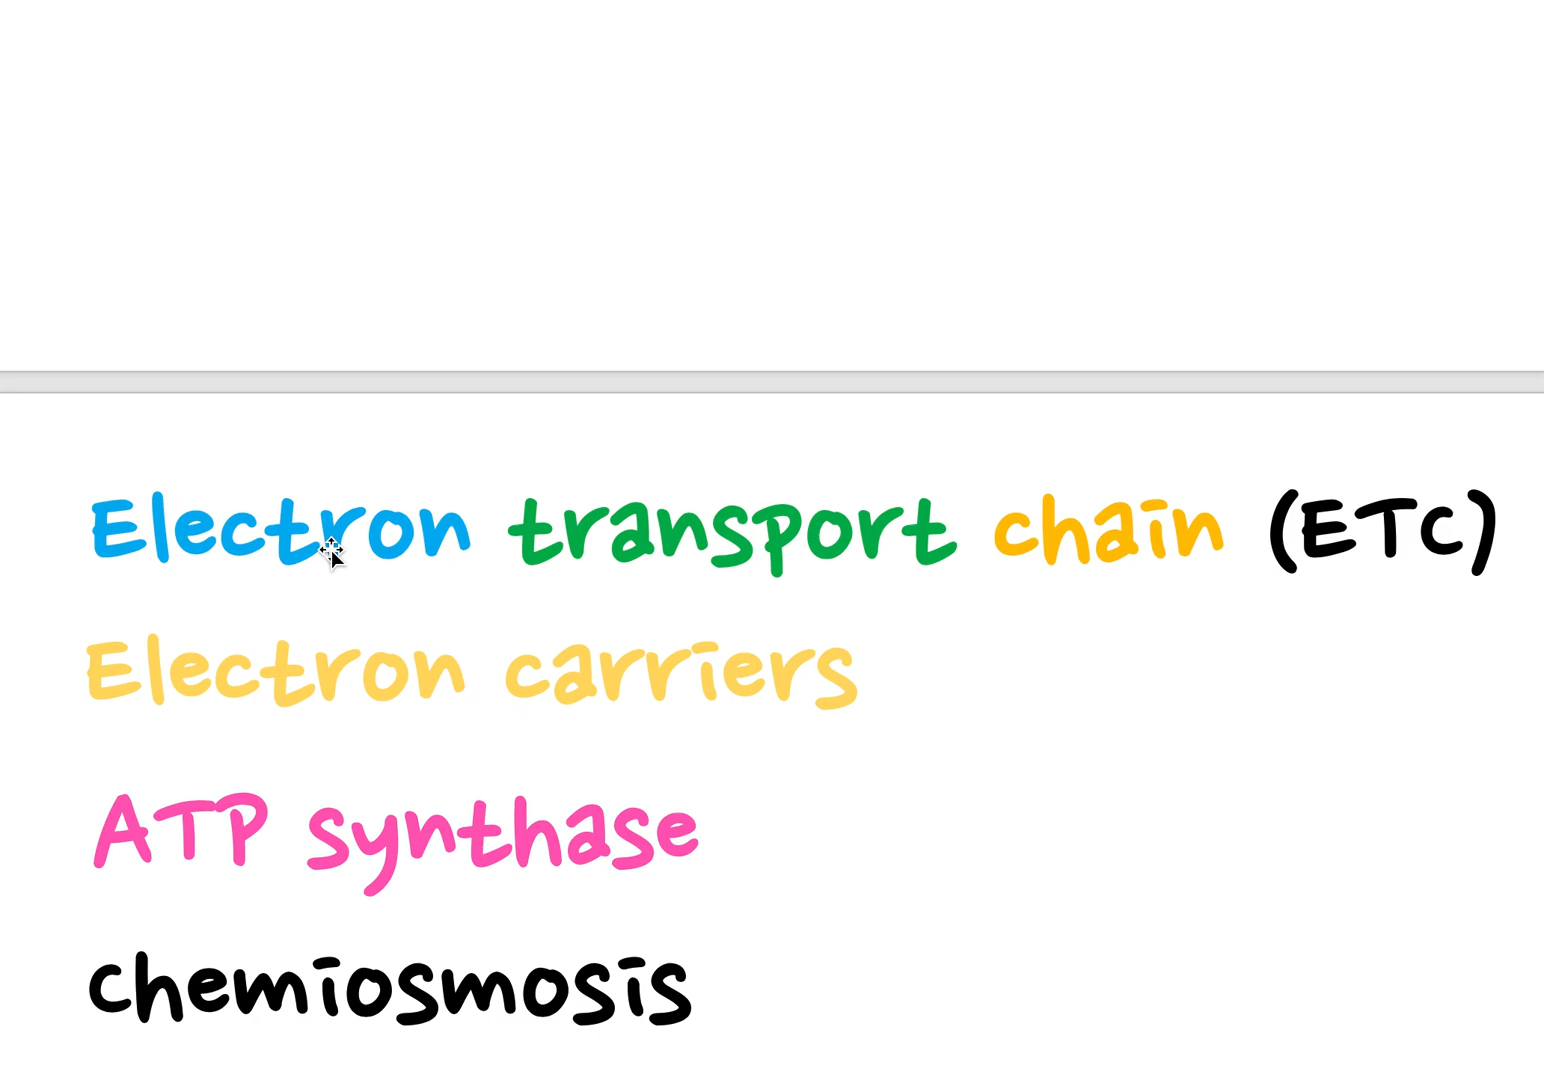 Electron transport chain (ETC)
Electron carriers
ATP synthase
chemiosmosis